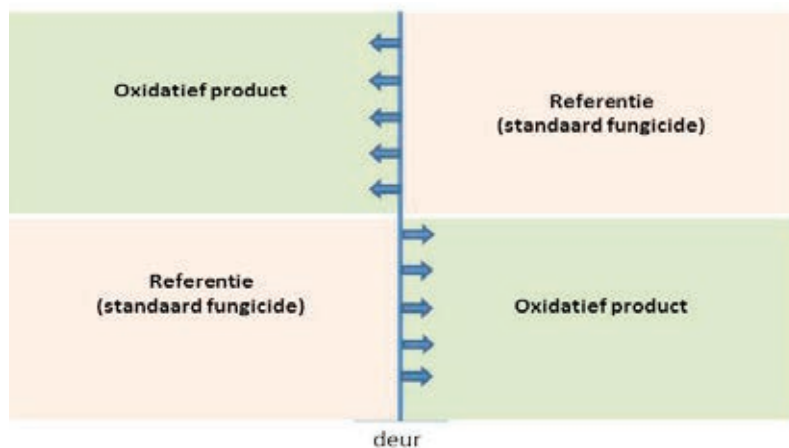 Oxidatief product
Referentie
(standaard fungicide)
Referentie
(standaard fungicide)
Oxidatief product
deur